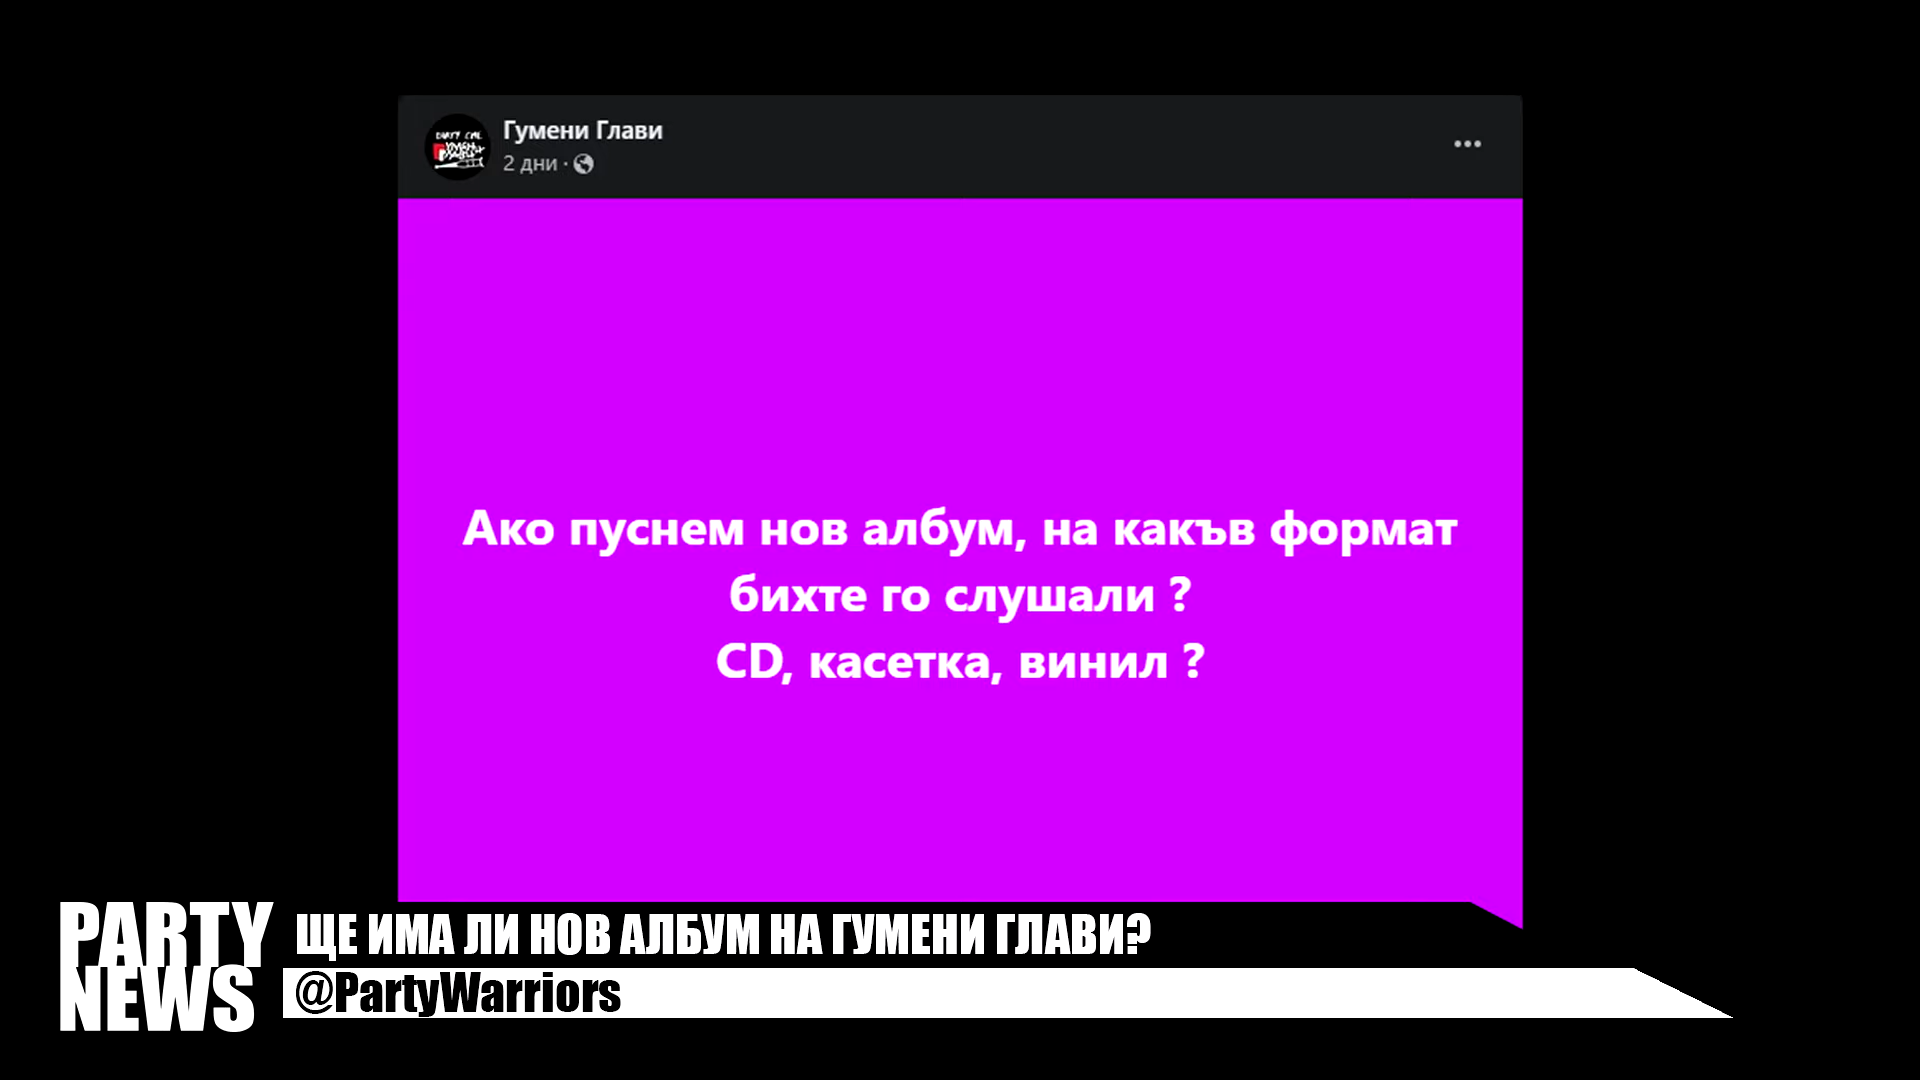 Гумени Глави
2 дни ·
Ако пуснем нов албум, на какъв формат
бихте го слушали ?
CD, касетка, винил ?
PARTY
NEWS
ЩЕ ИМА ЛИ НОВ АЛБУМ НА ГУМЕНИ ГЛАВИ?
@PartyWarriors